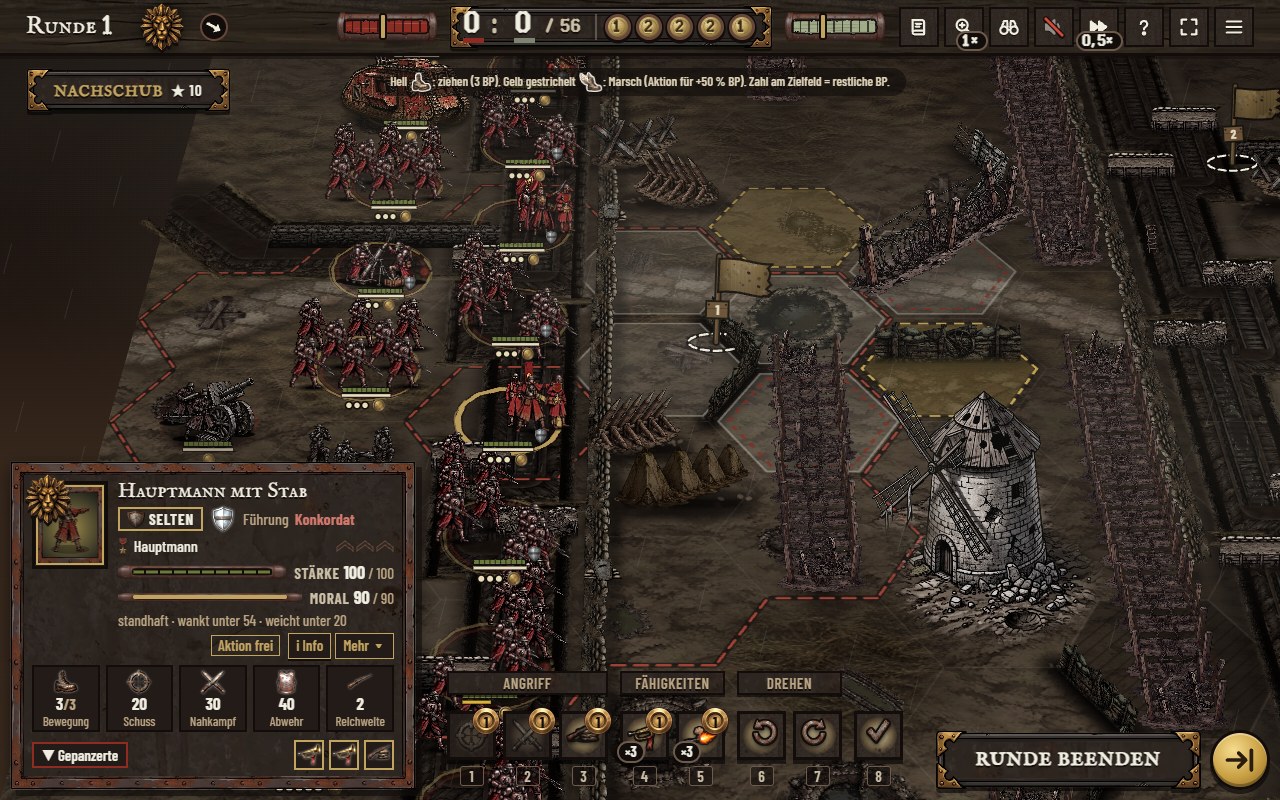 Runde 1
0 : 0 / 56
1 2 2 2 1
1×
0,5×
?
Hell : ziehen (3 BP). Gelb gestrichelt : Marsch (Aktion für +50 % BP). Zahl am Zielfeld = restliche BP.
NACHSCHUB ★ 10
2
1
Hauptmann mit Stab
SELTEN Führung Konkordat
Hauptmann
STÄRKE 100 / 100
MORAL 90 / 90
standhaft · wankt unter 54 · weicht unter 20
Aktion frei i Info Mehr
3/3 20 30 40 2
Bewegung Schuss Nahkampf Abwehr Reichweite
▼ Gepanzerte
ANGRIFF FÄHIGKEITEN DREHEN
1 1 1 1 1
×3 ×3
1 2 3 4 5 6 7 8
RUNDE BEENDEN